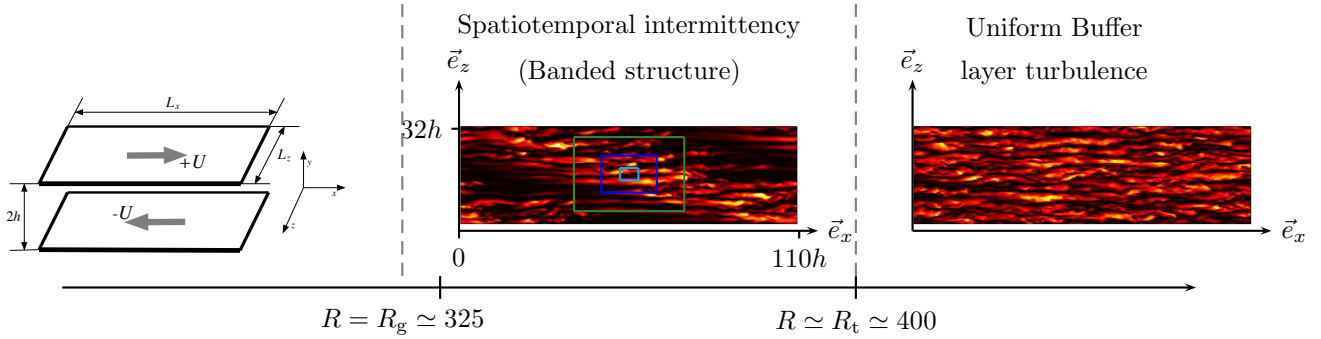 Spatiotemporal intermittency
(Banded structure)
Uniform Buffer
layer turbulence
L_x
+U
L_z
-U
2h
y
x
z
\vec{e}_z
32h
0
110h
\vec{e}_x
\vec{e}_z
\vec{e}_x
R = R_g ≃ 325
R ≃ R_t ≃ 400